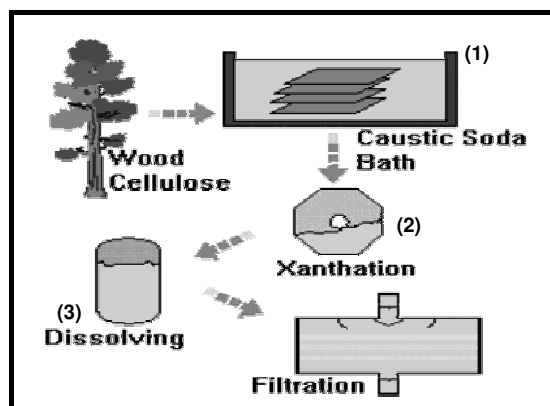 (1)
Wood
Cellulose
Caustic Soda
Bath
(2)
Xanthation
(3)
Dissolving
Filtration